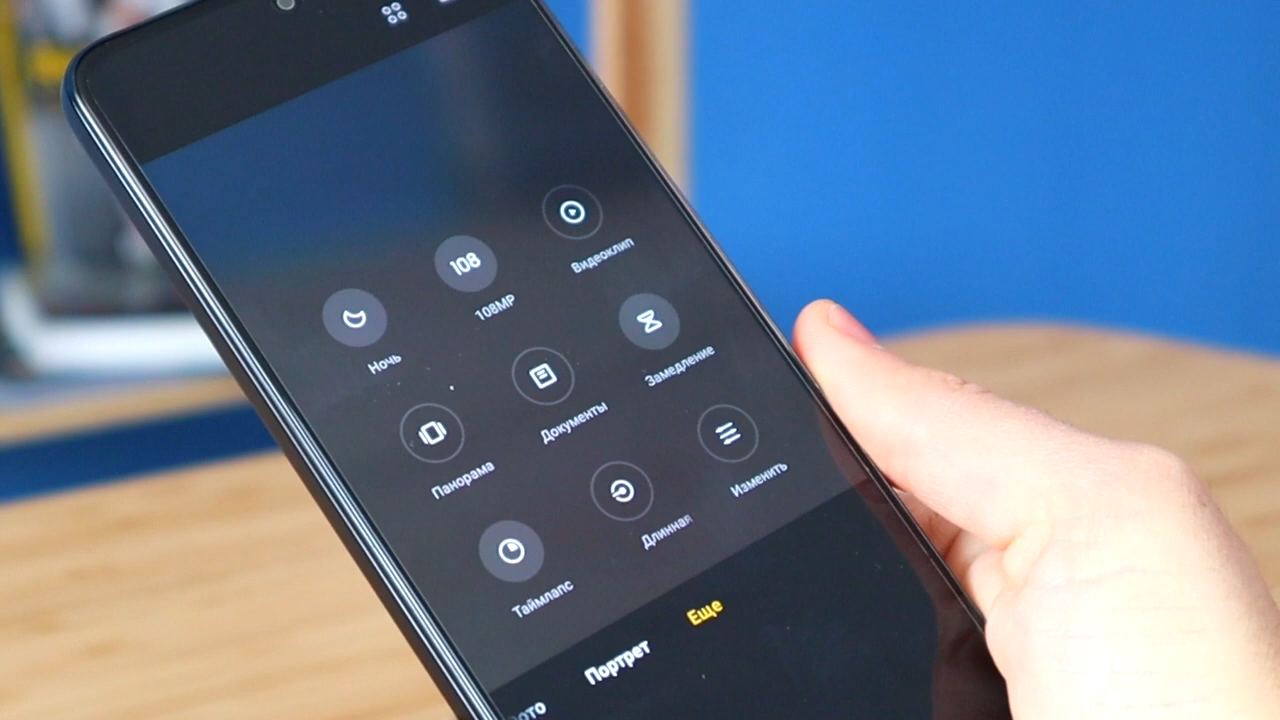 Ночь
108
108MP
Видеоклип
Панорама
Документы
Замедление
Таймлапс
Длинная
Изменить
Портрет
Еще